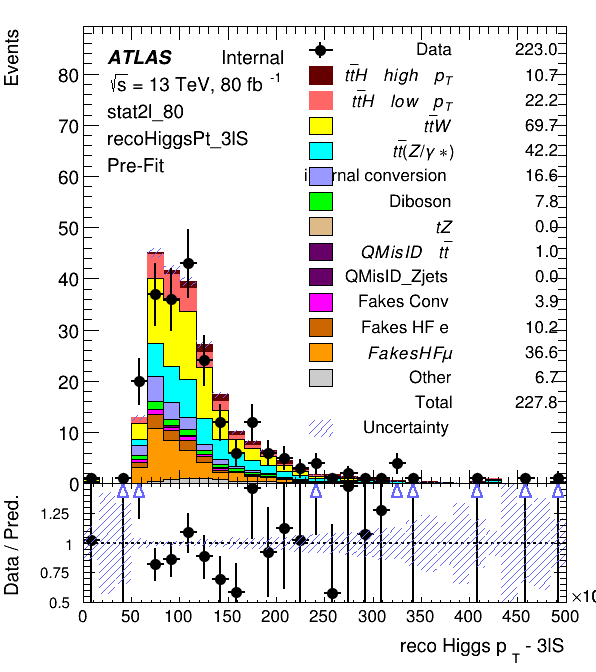 Events
ATLAS Internal
√s = 13 TeV, 80 fb -1
stat2l_80
recoHiggsPt_3lS
Pre-Fit
Data 223.0
tt̄H high pT 10.7
tt̄H low pT 22.2
tt̄W 69.7
tt̄(Z/γ*) 42.2
internal conversion 16.6
Diboson 7.8
tZ 0.0
QMisID tt̄ 1.0
QMisID_Zjets 0.0
Fakes Conv 3.9
Fakes HF e 10.2
FakesHFμ 36.6
Other 6.7
Total 227.8
Uncertainty
80
70
60
50
40
30
20
10
0
Data / Pred.
1.25
1
0.75
0.5
0 50 100 150 200 250 300 350 400 450 500
×10
reco Higgs pT - 3lS